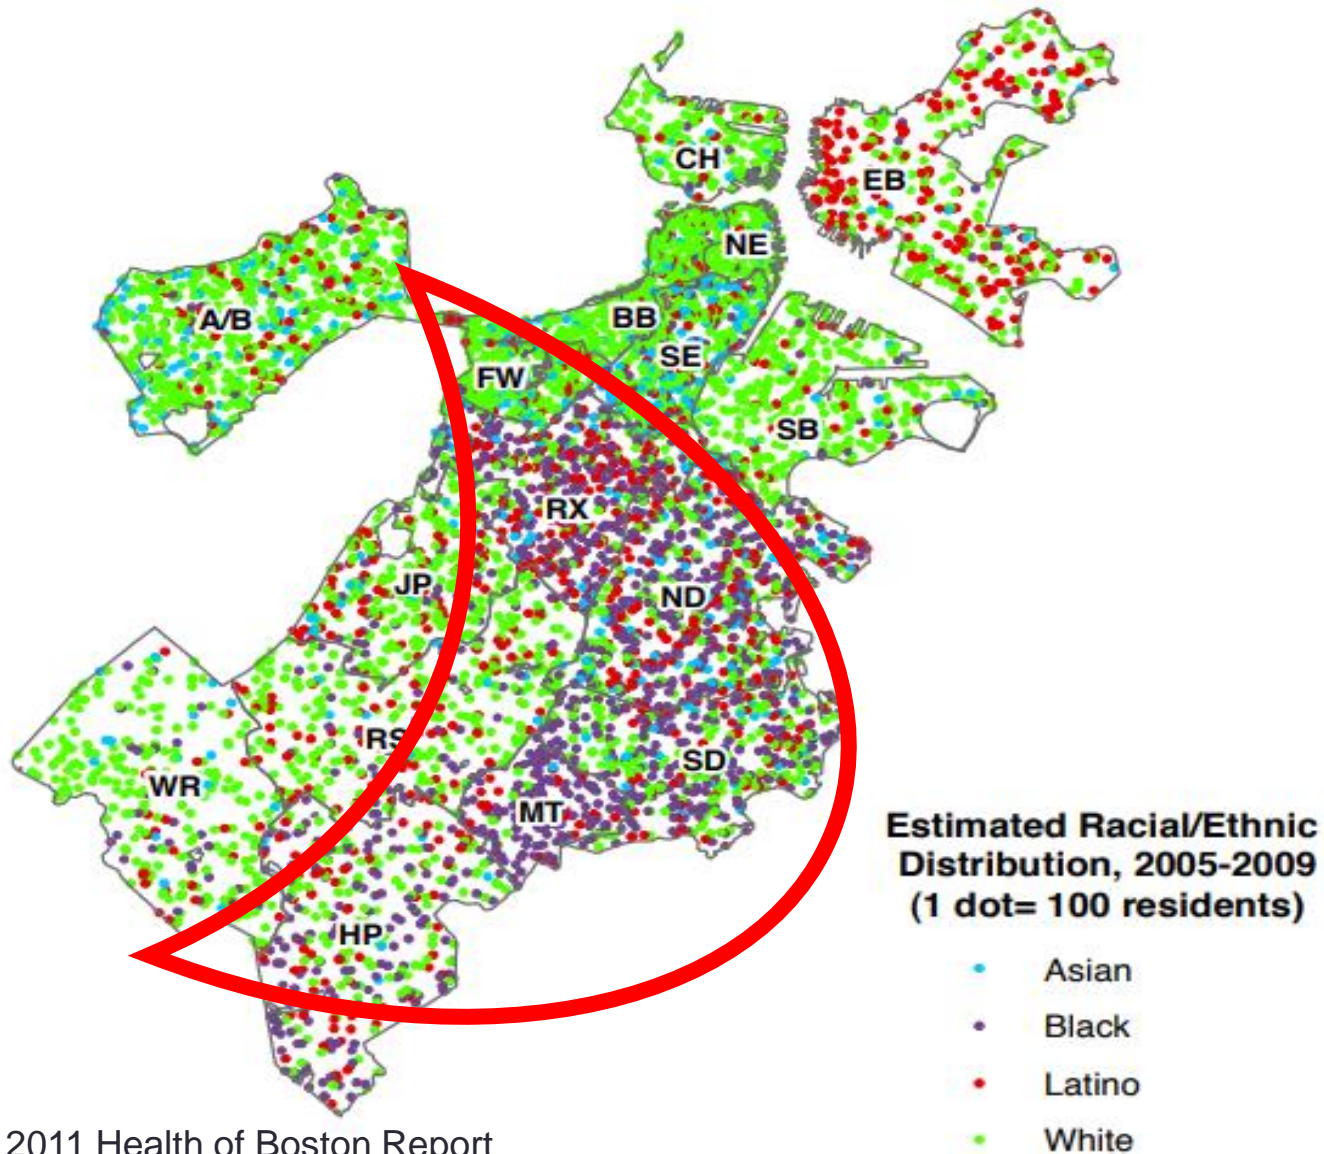 CH
EB
NE
A/B
BB
SE
FW
SB
RX
JP
ND
RS
SD
WR
MT
HP
Estimated Racial/Ethnic
Distribution, 2005-2009
(1 dot= 100 residents)
Asian
Black
Latino
White
2011 Health of Boston Report